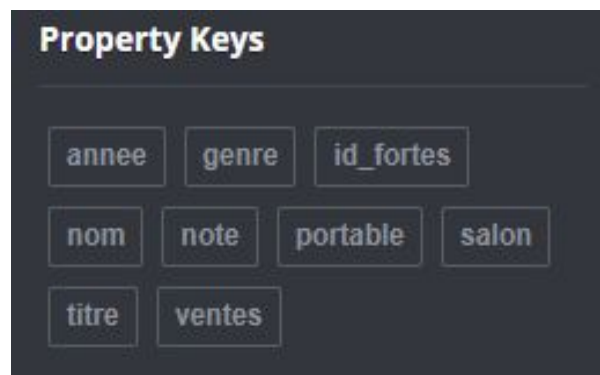 Property Keys
annee genre id_fortes
nom note portable salon
titre ventes